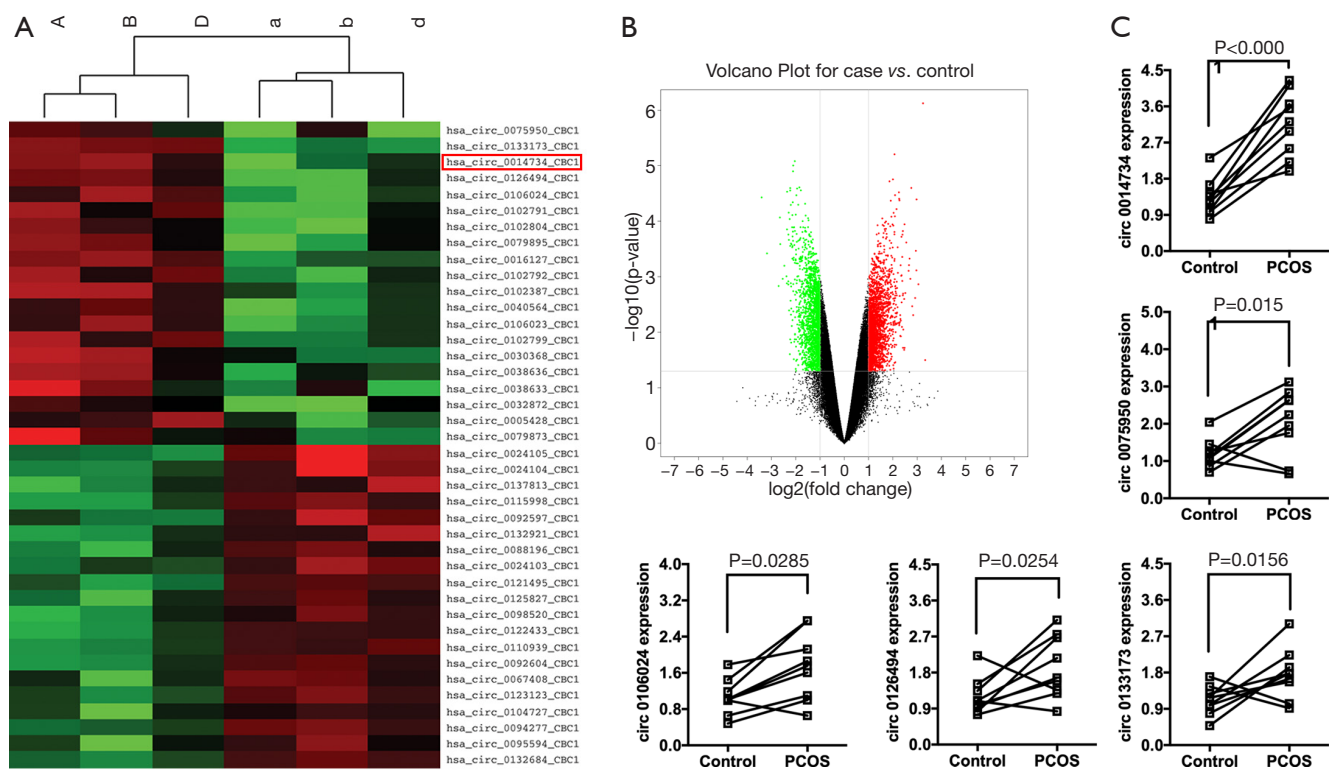 A
A B D a b d
hsa_circ_0075950_CBC1
hsa_circ_0133173_CBC1
hsa_circ_0014734_CBC1
hsa_circ_0126494_CBC1
hsa_circ_0106024_CBC1
hsa_circ_0102791_CBC1
hsa_circ_0102804_CBC1
hsa_circ_0079895_CBC1
hsa_circ_0016127_CBC1
hsa_circ_0102792_CBC1
hsa_circ_0102387_CBC1
hsa_circ_0040564_CBC1
hsa_circ_0106023_CBC1
hsa_circ_0102799_CBC1
hsa_circ_0030368_CBC1
hsa_circ_0038636_CBC1
hsa_circ_0038633_CBC1
hsa_circ_0032872_CBC1
hsa_circ_0005428_CBC1
hsa_circ_0079873_CBC1
hsa_circ_0024105_CBC1
hsa_circ_0024104_CBC1
hsa_circ_0137813_CBC1
hsa_circ_0115998_CBC1
hsa_circ_0092597_CBC1
hsa_circ_0132921_CBC1
hsa_circ_0088196_CBC1
hsa_circ_0024103_CBC1
hsa_circ_0121495_CBC1
hsa_circ_0125827_CBC1
hsa_circ_0098520_CBC1
hsa_circ_0122433_CBC1
hsa_circ_0110939_CBC1
hsa_circ_0092604_CBC1
hsa_circ_0067408_CBC1
hsa_circ_0123123_CBC1
hsa_circ_0104727_CBC1
hsa_circ_0094277_CBC1
hsa_circ_0095594_CBC1
hsa_circ_0132684_CBC1
B
Volcano Plot for case vs. control
−log10(p-value)
6
5
4
3
2
1
0
−7 −6 −5 −4 −3 −2 −1 0 1 2 3 4 5 6 7
log2(fold change)
C
P<0.000
1
circ 0014734 expression
4.5
3.6
2.7
1.8
0.9
0.0
Control PCOS
P=0.015
1
circ 0075950 expression
5.0
4.0
3.0
2.0
1.0
0.0
Control PCOS
P=0.0285
circ 0106024 expression
4.0
3.2
2.4
1.6
0.8
0.0
Control PCOS
P=0.0254
circ 0126494 expression
4.5
3.6
2.7
1.8
0.9
0.0
Control PCOS
P=0.0156
circ 0133173 expression
4.5
3.6
2.7
1.8
0.9
0.0
Control PCOS